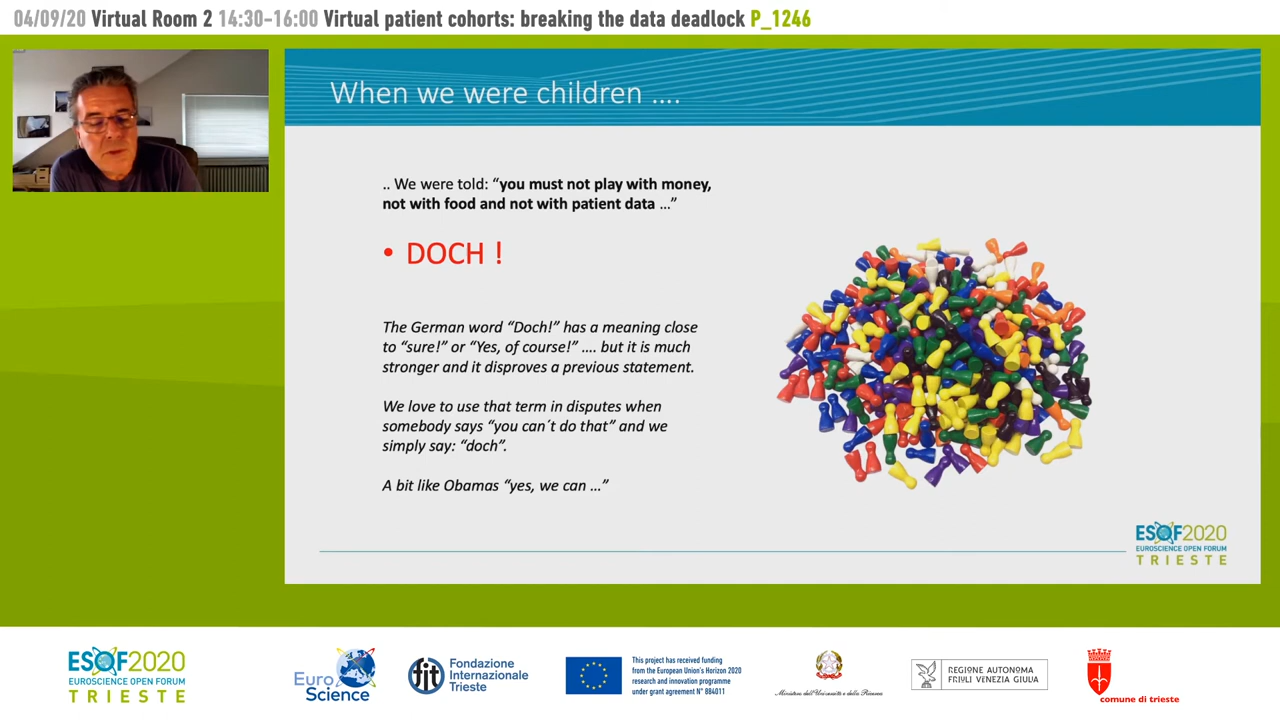 04/09/20 Virtual Room 2 14:30-16:00 Virtual patient cohorts: breaking the data deadlock P_1246
When we were children ....
.. We were told: “you must not play with money,
not with food and not with patient data ...”
• DOCH !
The German word “Doch!” has a meaning close
to “sure!” or “Yes, of course!” .... but it is much
stronger and it disproves a previous statement.
We love to use that term in disputes when
somebody says “you can´t do that” and we
simply say: “doch”.
A bit like Obamas “yes, we can ...”
ESOF2020
EUROSCIENCE OPEN FORUM
TRIESTE
ESOF2020
EUROSCIENCE OPEN FORUM
TRIESTE
Euro
Science
fit
Fondazione
Internazionale
Trieste
This project has received funding
from the European Union's Horizon 2020
research and innovation programme
under grant agreement N° 884011
Ministero dell'Università e della Ricerca
REGIONE AUTONOMA
FRIULI VENEZIA GIULIA
comune di trieste